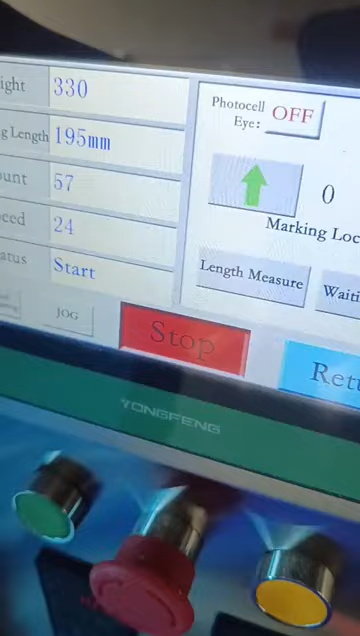 ight 330
g Length 195mm
ount 57
eed 24
atus Start
JOG
Stop
Photocell
Eye: OFF
0
Marking Loc
Length Measure
Waiti
Retu
YONGFENG